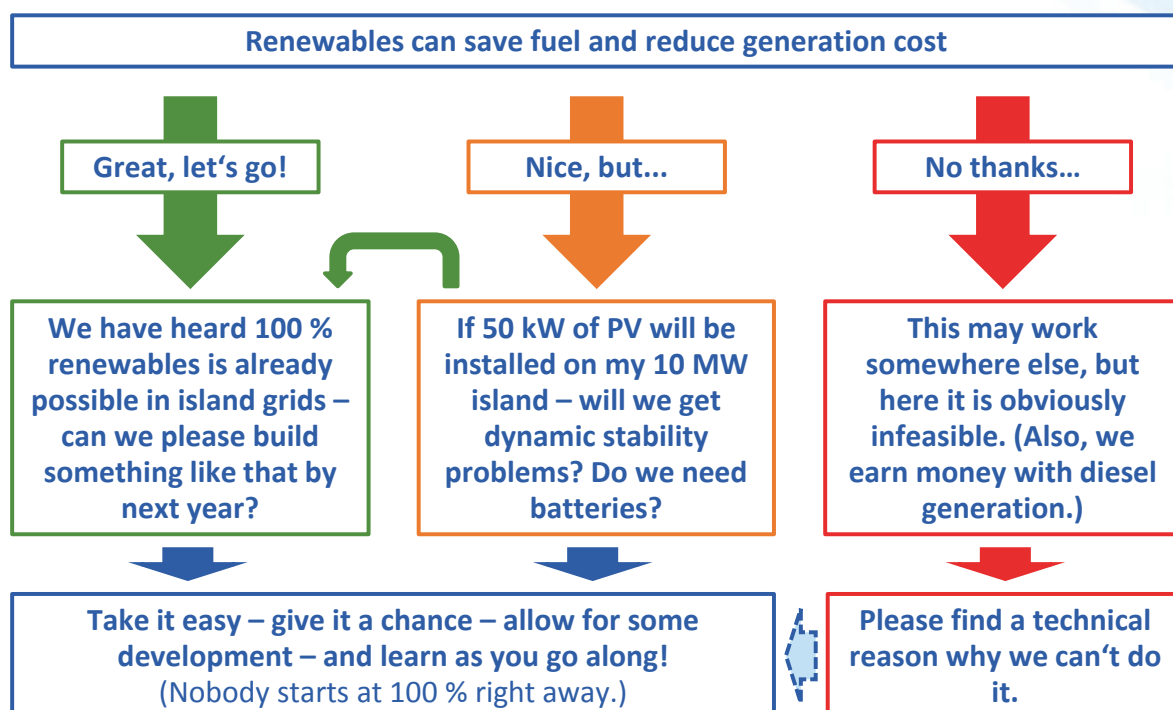 Renewables can save fuel and reduce generation cost
Great, let‘s go!
Nice, but...
No thanks…
We have heard 100 %
renewables is already
possible in island grids –
can we please build
something like that by
next year?
If 50 kW of PV will be
installed on my 10 MW
island – will we get
dynamic stability
problems? Do we need
batteries?
This may work
somewhere else, but
here it is obviously
infeasible. (Also, we
earn money with diesel
generation.)
Take it easy – give it a chance – allow for some
development – and learn as you go along!
(Nobody starts at 100 % right away.)
Please find a technical
reason why we can‘t do
it.